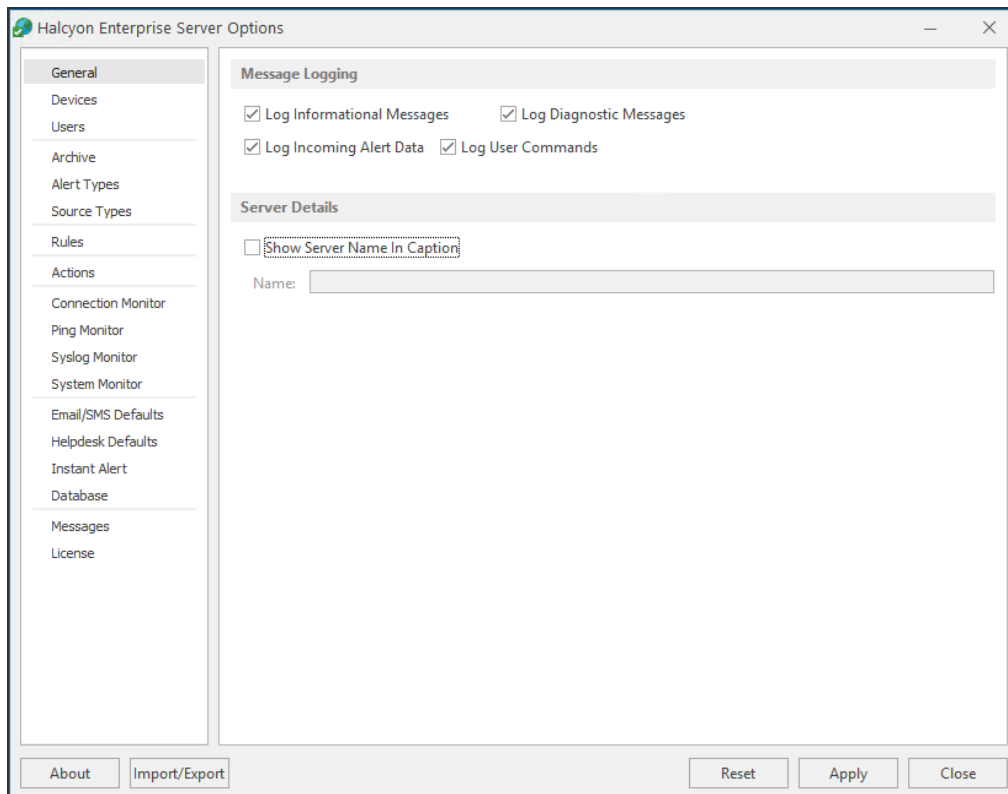 Halcyon Enterprise Server Options
General
Devices
Users
Archive
Alert Types
Source Types
Rules
Actions
Connection Monitor
Ping Monitor
Syslog Monitor
System Monitor
Email/SMS Defaults
Helpdesk Defaults
Instant Alert
Database
Messages
License
Message Logging
Log Informational Messages Log Diagnostic Messages
Log Incoming Alert Data Log User Commands
Server Details
Show Server Name In Caption
Name:
About Import/Export Reset Apply Close